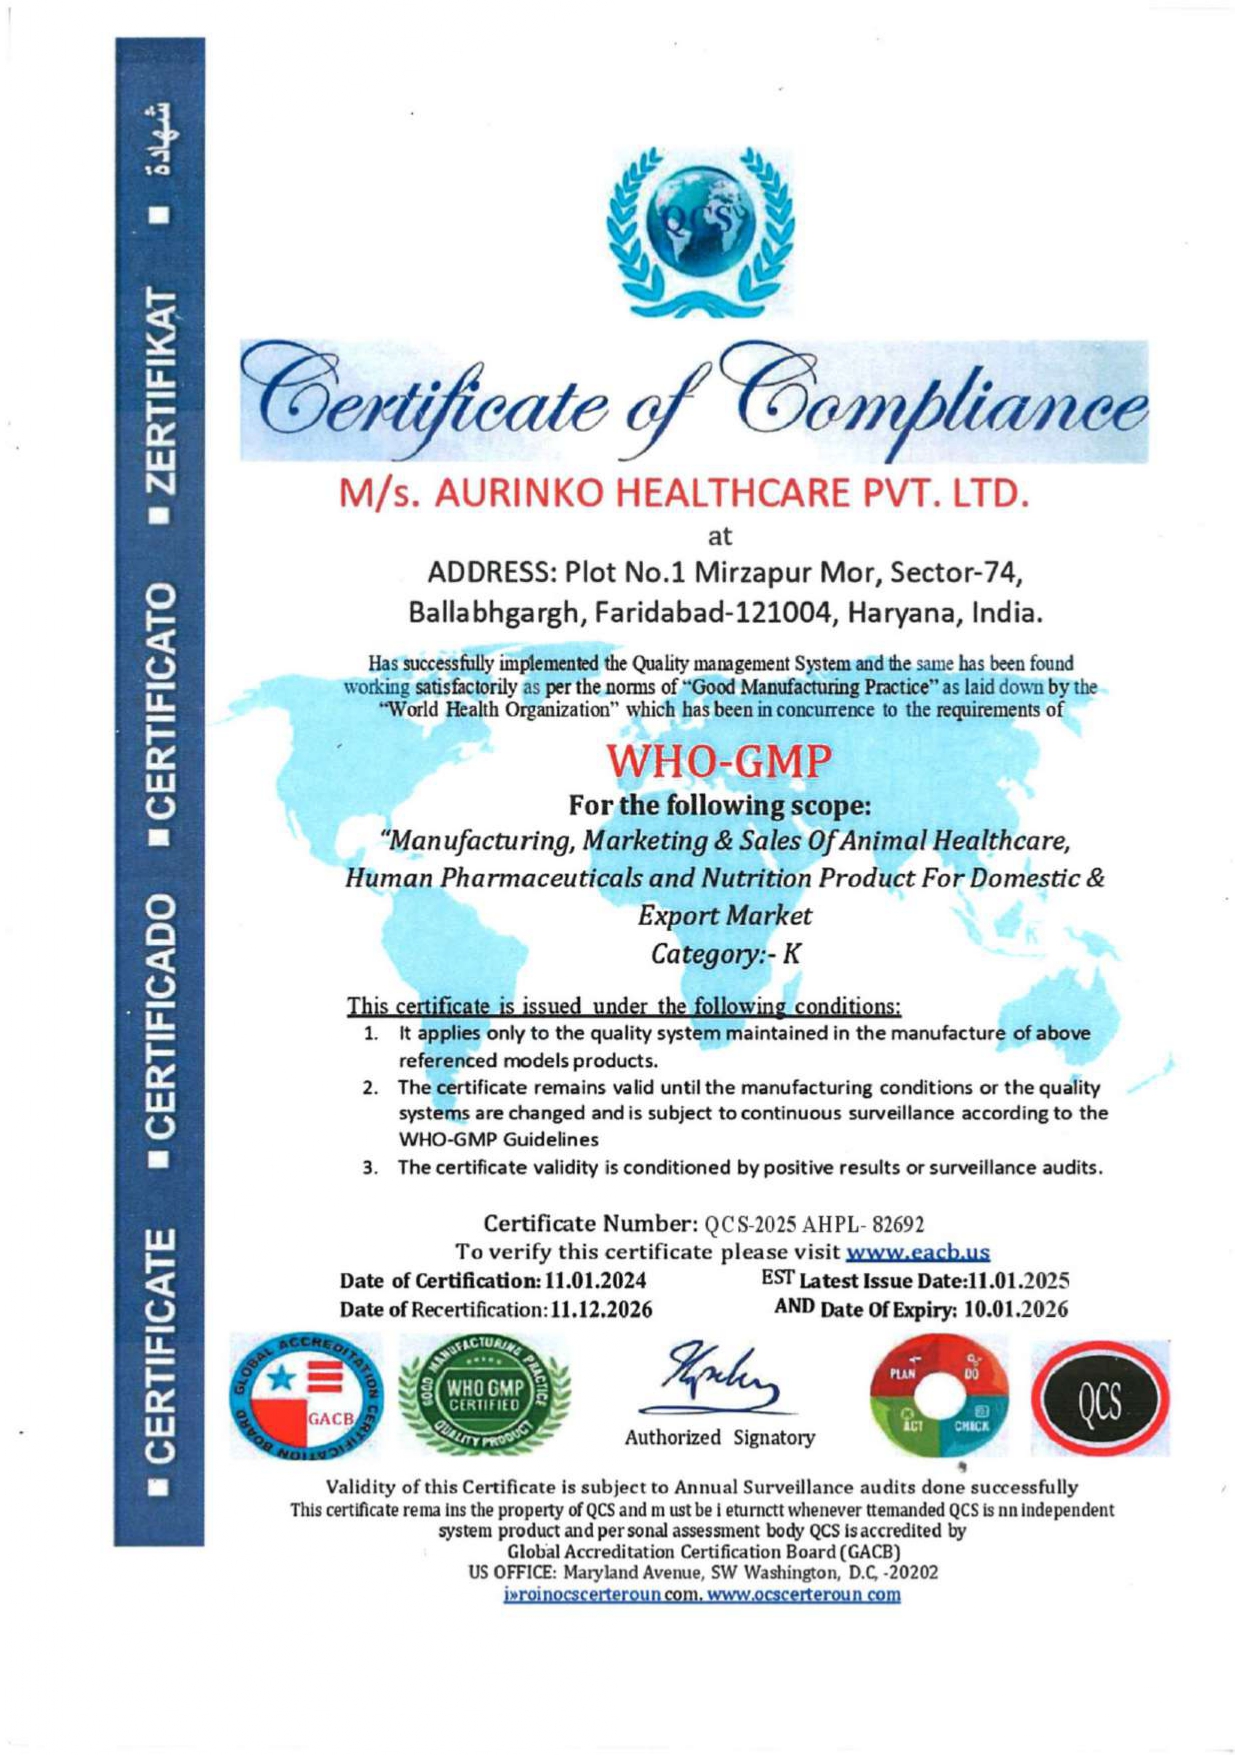 QCS
Certificate of Compliance
M/s. AURINKO HEALTHCARE PVT. LTD.
at
ADDRESS: Plot No.1 Mirzapur Mor, Sector-74,
Ballabhgargh, Faridabad-121004, Haryana, India.
Has successfully implemented the Quality management System and the same has been found
working satisfactorily as per the norms of “Good Manufacturing Practice” as laid down by the
“World Health Organization” which has been in concurrence to the requirements of
WHO-GMP
For the following scope:
“Manufacturing, Marketing & Sales Of Animal Healthcare,
Human Pharmaceuticals and Nutrition Product For Domestic &
Export Market
Category:- K
This certificate is issued under the following conditions:
1. It applies only to the quality system maintained in the manufacture of above
referenced models products.
2. The certificate remains valid until the manufacturing conditions or the quality
systems are changed and is subject to continuous surveillance according to the
WHO-GMP Guidelines
3. The certificate validity is conditioned by positive results or surveillance audits.
Certificate Number: QCS-2025 AHPL- 82692
To verify this certificate please visit www.eacb.us
Date of Certification: 11.01.2024 EST Latest Issue Date:11.01.2025
Date of Recertification: 11.12.2026 AND Date Of Expiry: 10.01.2026
GLOBAL ACCREDITATION CERTIFICATION BOARD
GACB
GOOD MANUFACTURING PRACTICE
WHO GMP
CERTIFIED
QUALITY PRODUCT
Authorized Signatory
PLAN DO
ACT CHECK
QCS
Validity of this Certificate is subject to Annual Surveillance audits done successfully
This certificate rema ins the property of QCS and m ust be i eturnctt whenever ttemanded QCS is nn independent
system product and per sonal assessment body QCS is accredited by
Global Accreditation Certification Board (GACB)
US OFFICE: Maryland Avenue, SW Washington, D.C, -20202
j»roinocscerteroun com. www.ocscerteroun com
■ CERTIFICATE ■ CERTIFICADO ■ CERTIFICATO ■ ZERTIFIKAT ■ شهادة